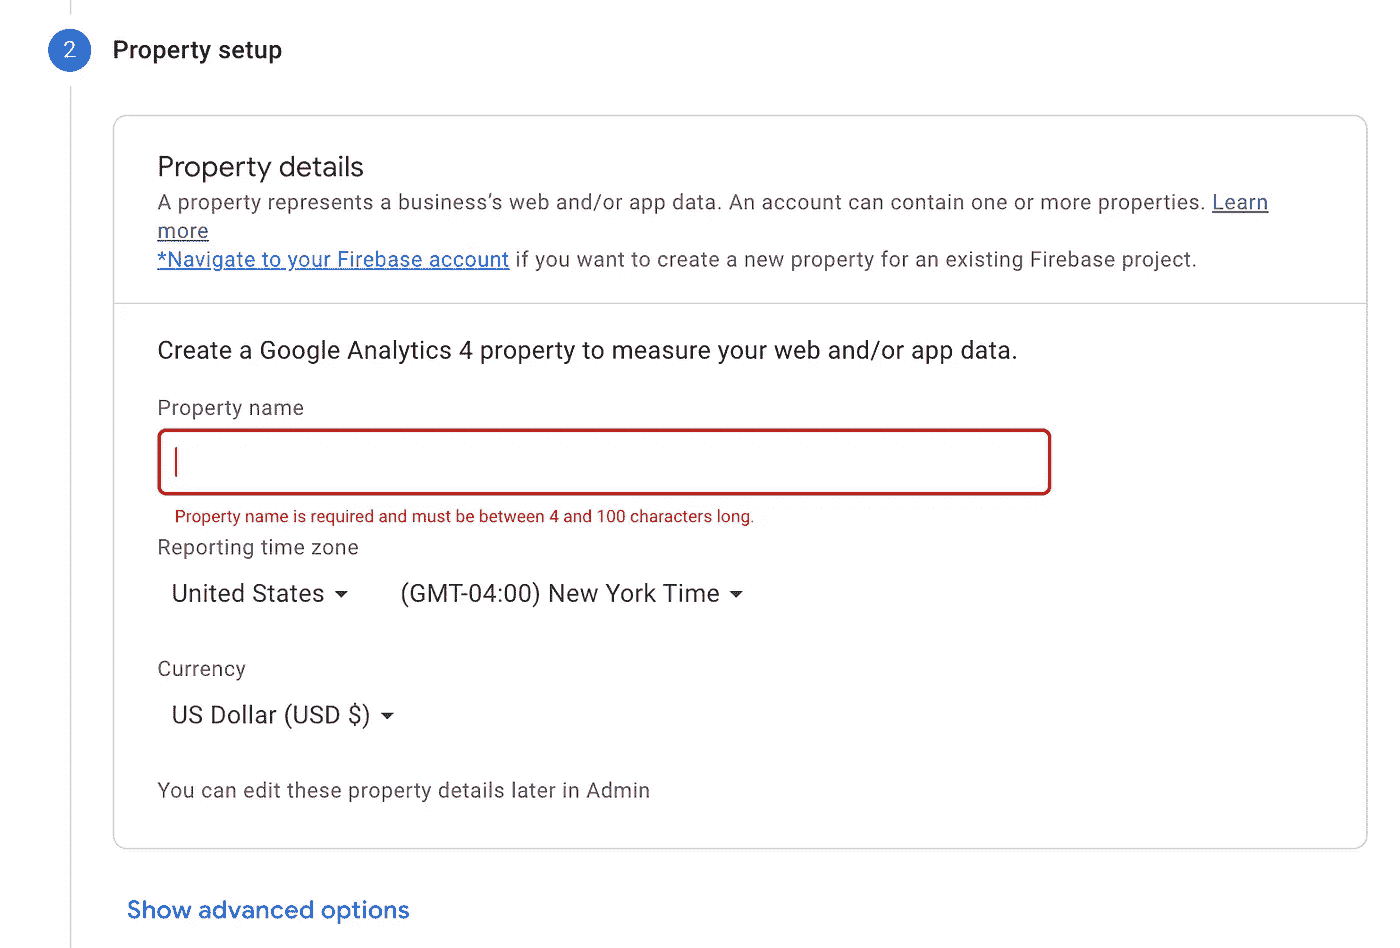 2 Property setup
Property details
A property represents a business's web and/or app data. An account can contain one or more properties. Learn
more
*Navigate to your Firebase account if you want to create a new property for an existing Firebase project.
Create a Google Analytics 4 property to measure your web and/or app data.
Property name
Property name is required and must be between 4 and 100 characters long.
Reporting time zone
United States (GMT-04:00) New York Time
Currency
US Dollar (USD $)
You can edit these property details later in Admin
Show advanced options